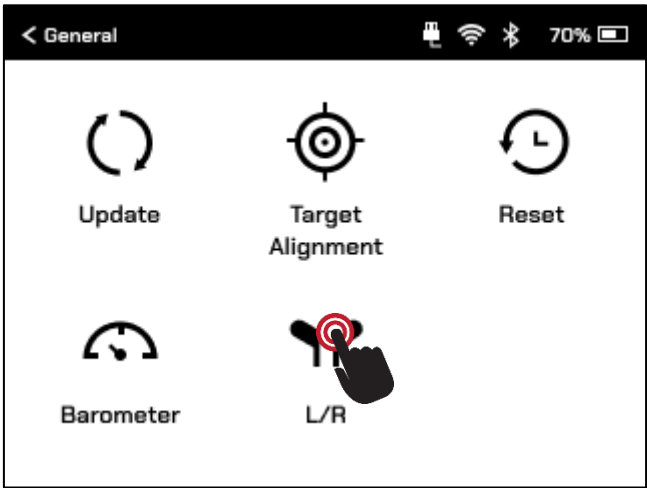 < General
70%
Update
Target
Alignment
Reset
Barometer
L/R